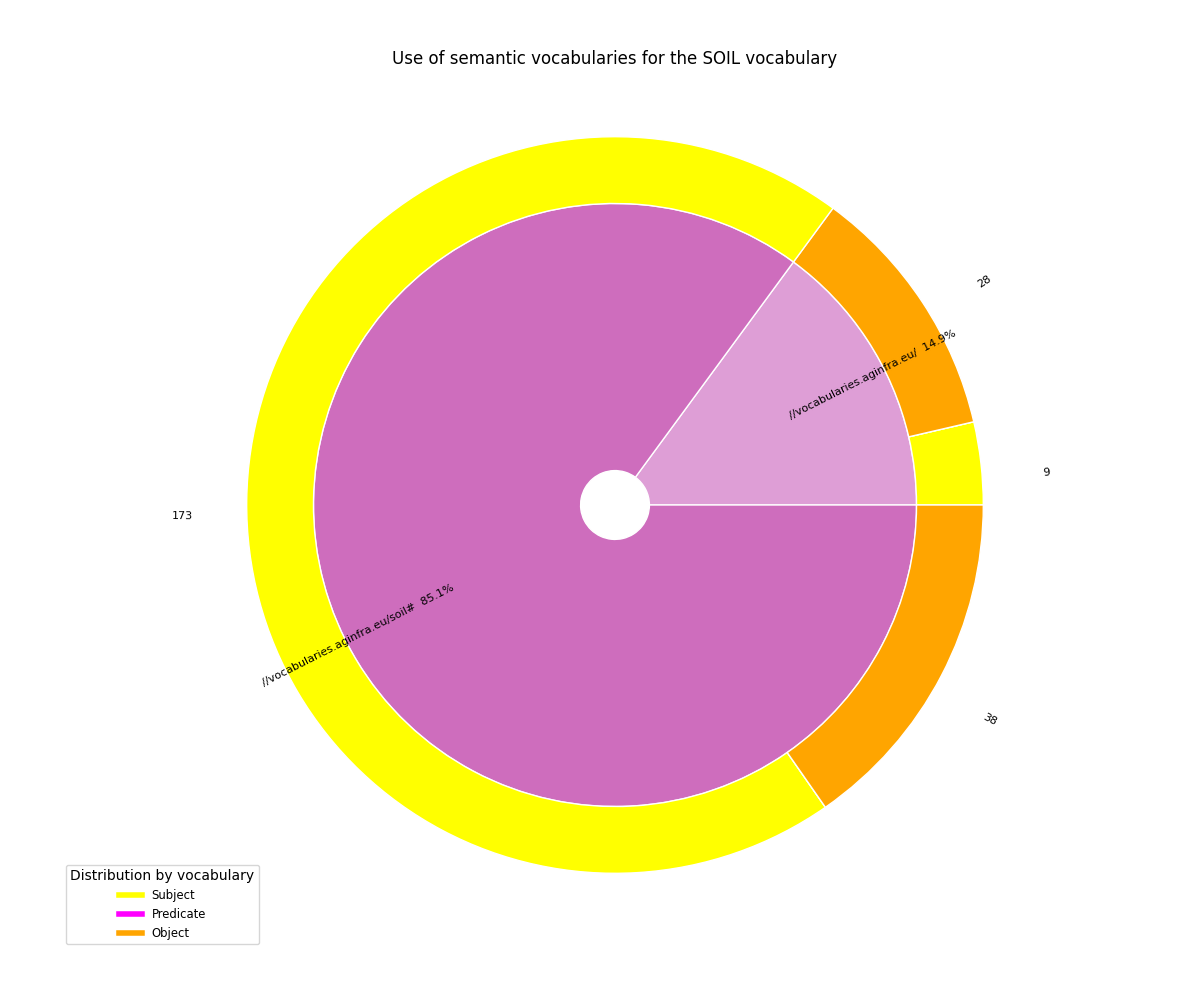 Use of semantic vocabularies for the SOIL vocabulary
28
//vocabularies.aginfra.eu/  14.9%
9
173
//vocabularies.aginfra.eu/soil#  85.1%
38
Distribution by vocabulary
Subject
Predicate
Object